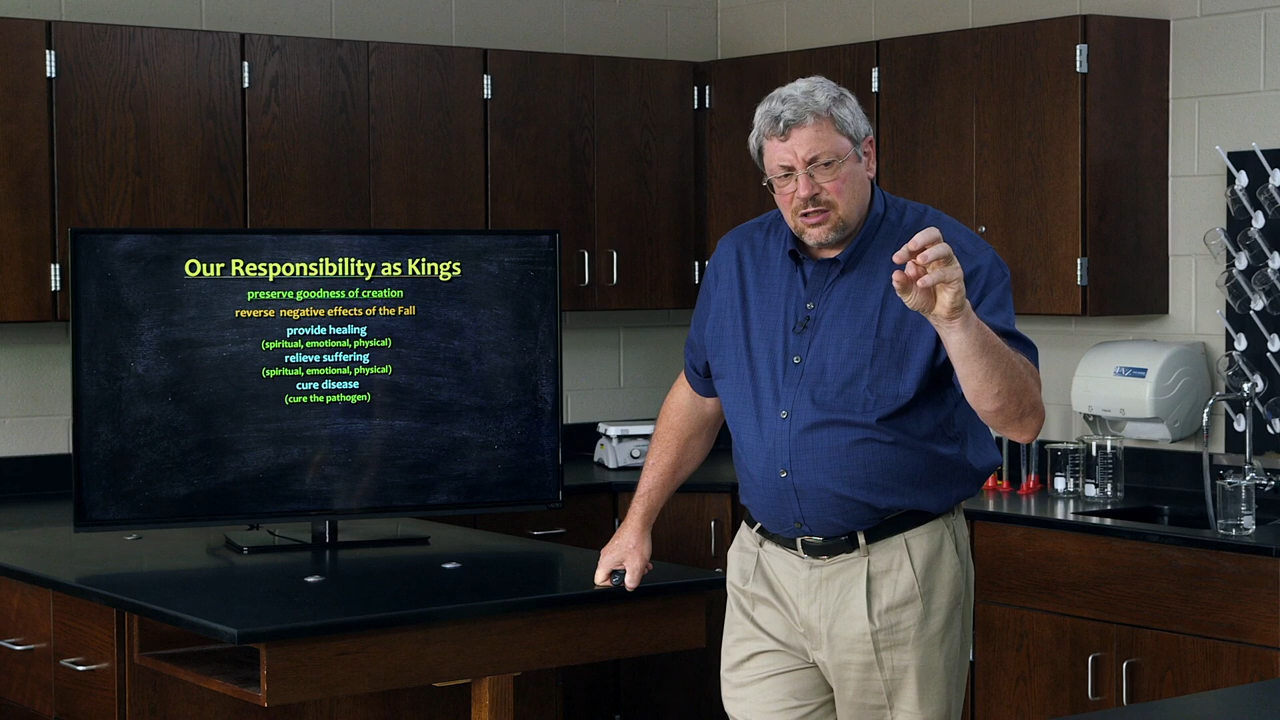 Our Responsibility as Kings
preserve goodness of creation
reverse negative effects of the Fall
provide healing
(spiritual, emotional, physical)
relieve suffering
(spiritual, emotional, physical)
cure disease
(cure the pathogen)